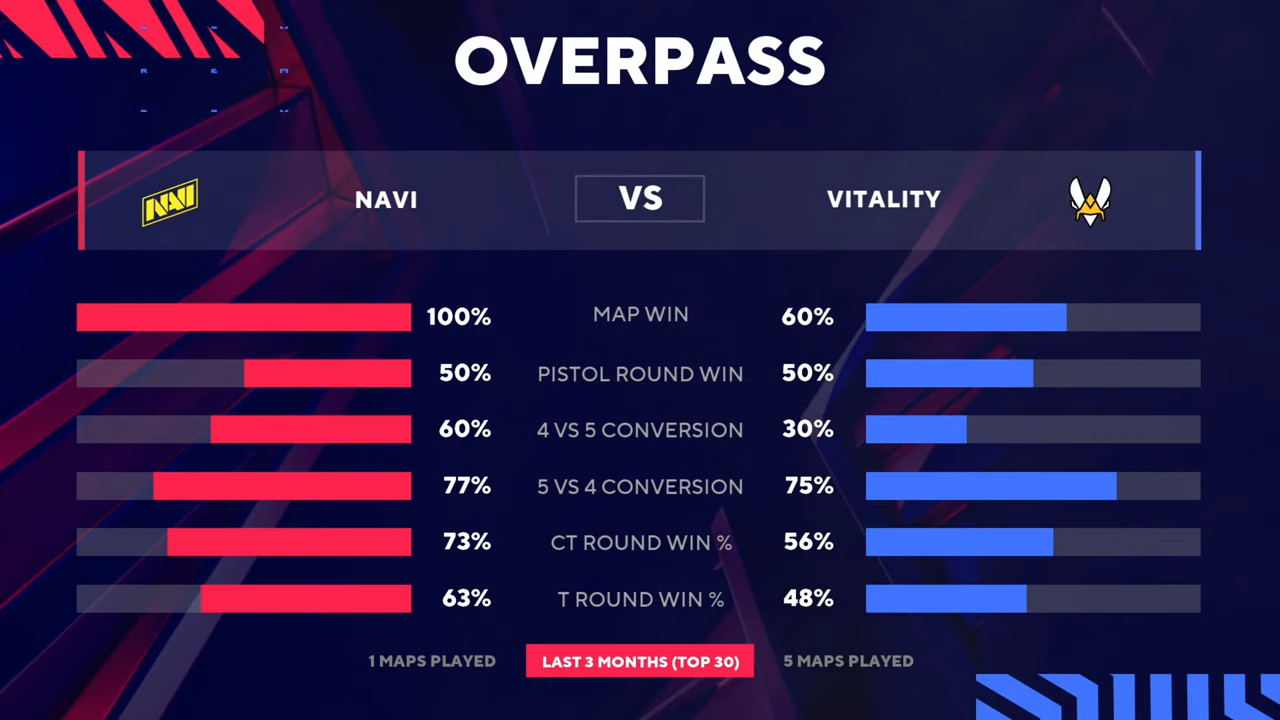 OVERPASS
NAVI NAVI VS VITALITY
100% MAP WIN 60%
50% PISTOL ROUND WIN 50%
60% 4 VS 5 CONVERSION 30%
77% 5 VS 4 CONVERSION 75%
73% CT ROUND WIN % 56%
63% T ROUND WIN % 48%
1 MAPS PLAYED LAST 3 MONTHS (TOP 30) 5 MAPS PLAYED